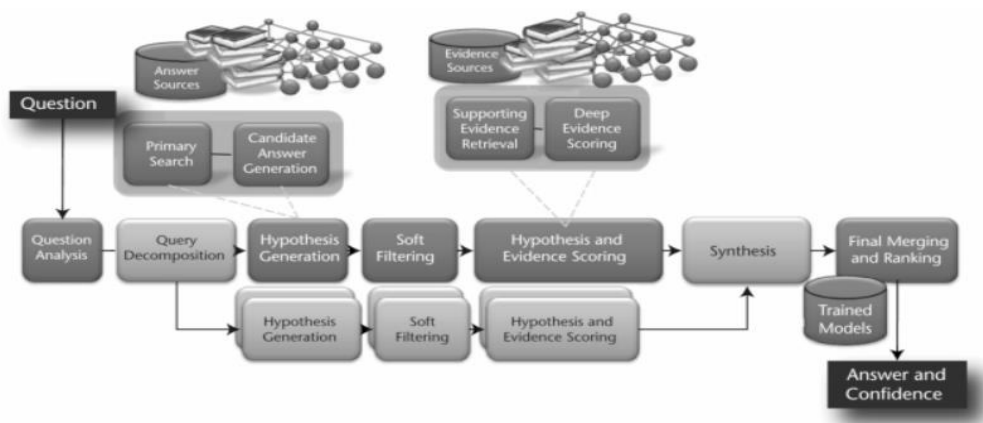 Answer
Sources
Evidence
Sources
Question
Primary
Search
Candidate
Answer
Generation
Supporting
Evidence
Retrieval
Deep
Evidence
Scoring
Question
Analysis
Query
Decomposition
Hypothesis
Generation
Soft
Filtering
Hypothesis and
Evidence Scoring
Synthesis
Final Merging
and Ranking
Hypothesis
Generation
Soft
Filtering
Hypothesis and
Evidence Scoring
Trained
Models
Answer and
Confidence